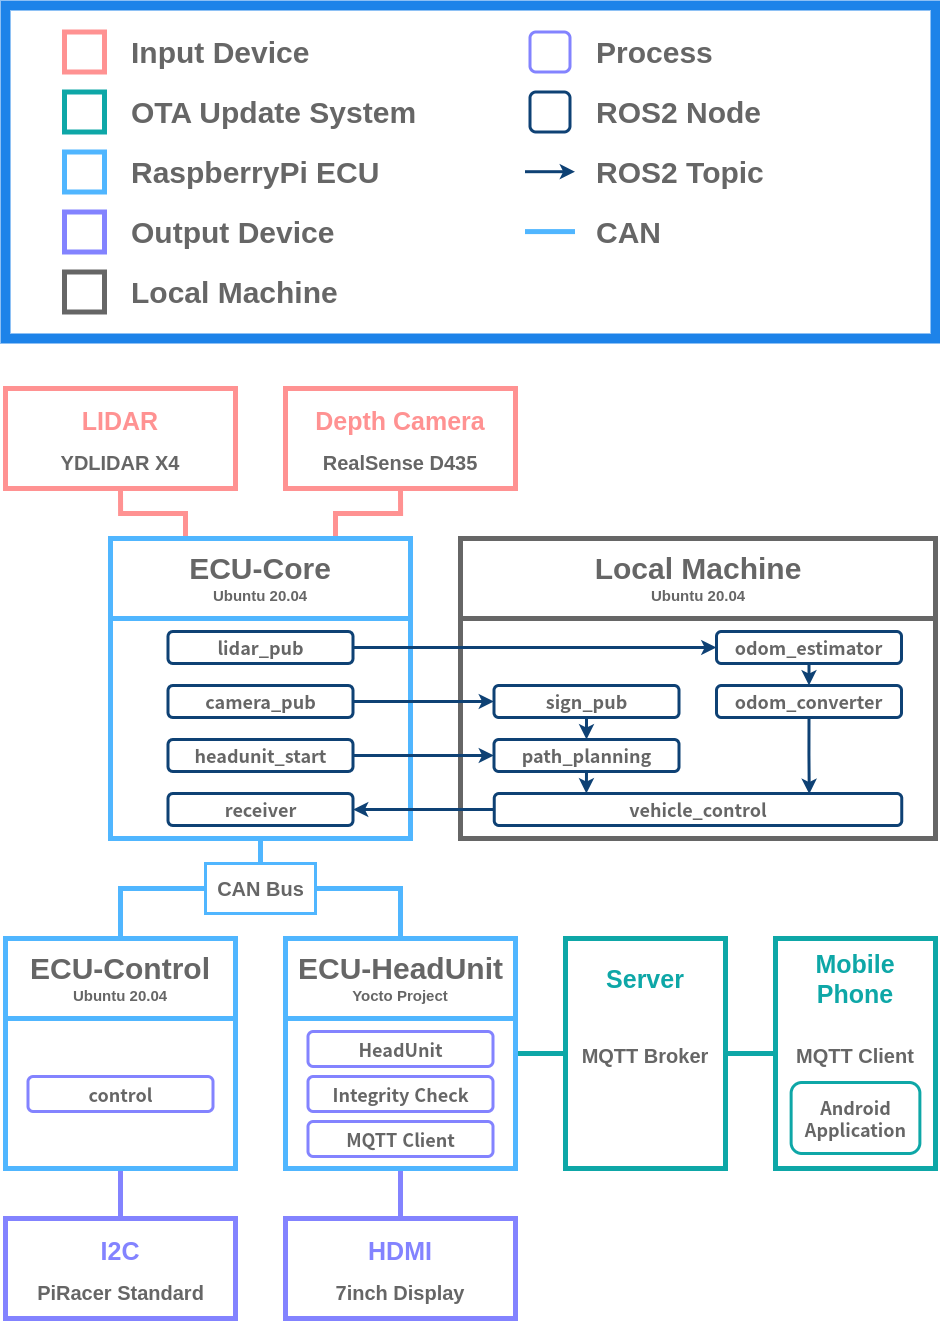 Input Device
Process
OTA Update System
ROS2 Node
RaspberryPi ECU
ROS2 Topic
Output Device
CAN
Local Machine
LIDAR
YDLIDAR X4
Depth Camera
RealSense D435
ECU-Core
Ubuntu 20.04
lidar_pub
camera_pub
headunit_start
receiver
Local Machine
Ubuntu 20.04
odom_estimator
sign_pub
odom_converter
path_planning
vehicle_control
CAN Bus
ECU-Control
Ubuntu 20.04
control
ECU-HeadUnit
Yocto Project
HeadUnit
Integrity Check
MQTT Client
Server
MQTT Broker
Mobile
Phone
MQTT Client
Android
Application
I2C
PiRacer Standard
HDMI
7inch Display